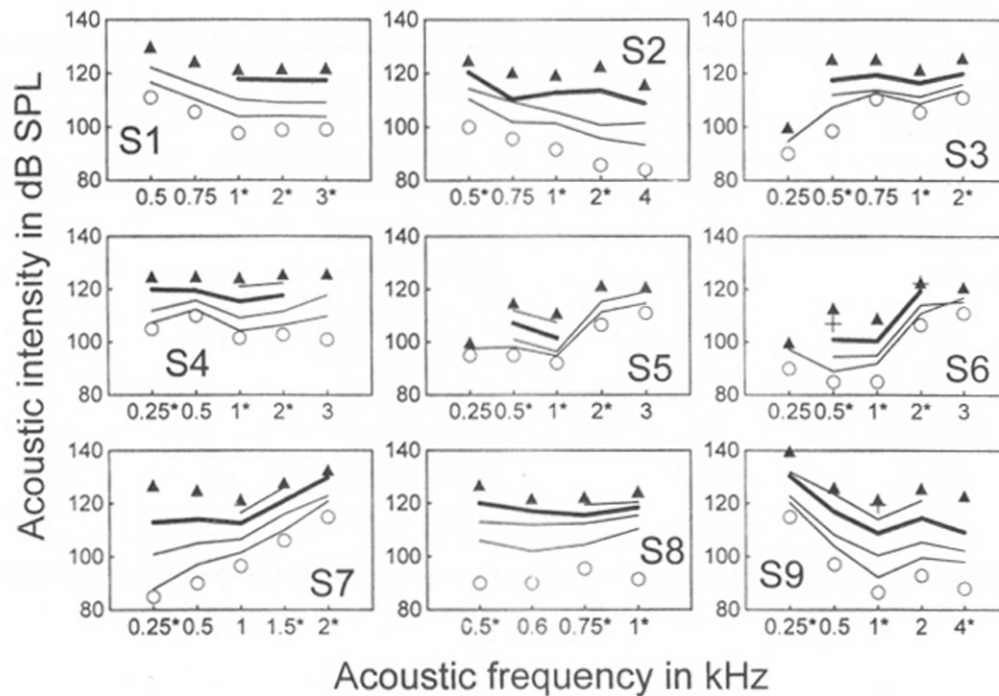 Acoustic intensity in dB SPL
140
120
100
80
S1
0.5 0.75 1* 2* 3*
140
120
100
80
S2
0.5* 0.75 1* 2* 4
140
120
100
80
S3
0.25 0.5* 0.75 1* 2*
140
120
100
80
S4
0.25* 0.5 1* 2* 3
140
120
100
80
S5
0.25 0.5* 1* 2* 3
140
120
100
80
S6
0.25 0.5* 1* 2* 3
140
120
100
80
S7
0.25* 0.5 1 1.5* 2*
140
120
100
80
S8
0.5* 0.6 0.75* 1*
140
120
100
80
S9
0.25* 0.5 1* 2 4*
Acoustic frequency in kHz